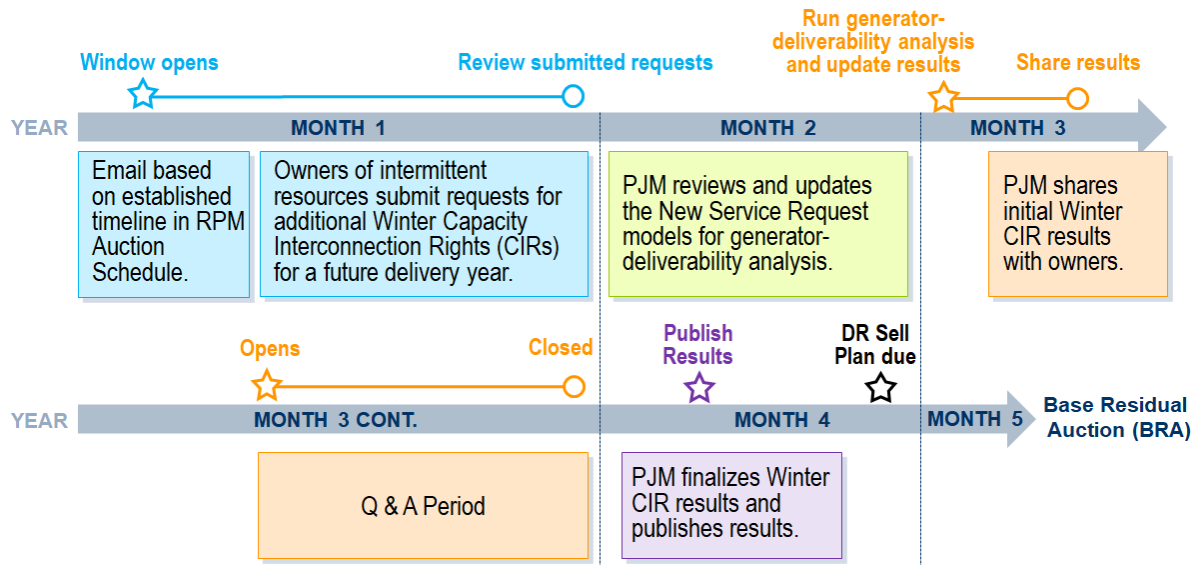 Run generator-
deliverability analysis
and update results
Window opens
Review submitted requests
Share results
YEAR
MONTH 1
MONTH 2
MONTH 3
Email based
on established
timeline in RPM
Auction
Schedule.
Owners of intermittent
resources submit requests for
additional Winter Capacity
Interconnection Rights (CIRs)
for a future delivery year.
PJM reviews and updates
the New Service Request
models for generator-
deliverability analysis.
PJM shares
initial Winter
CIR results
with owners.
Opens
Closed
Publish
Results
DR Sell
Plan due
YEAR
MONTH 3 CONT.
MONTH 4
MONTH 5
Base Residual
Auction (BRA)
Q & A Period
PJM finalizes Winter
CIR results and
publishes results.